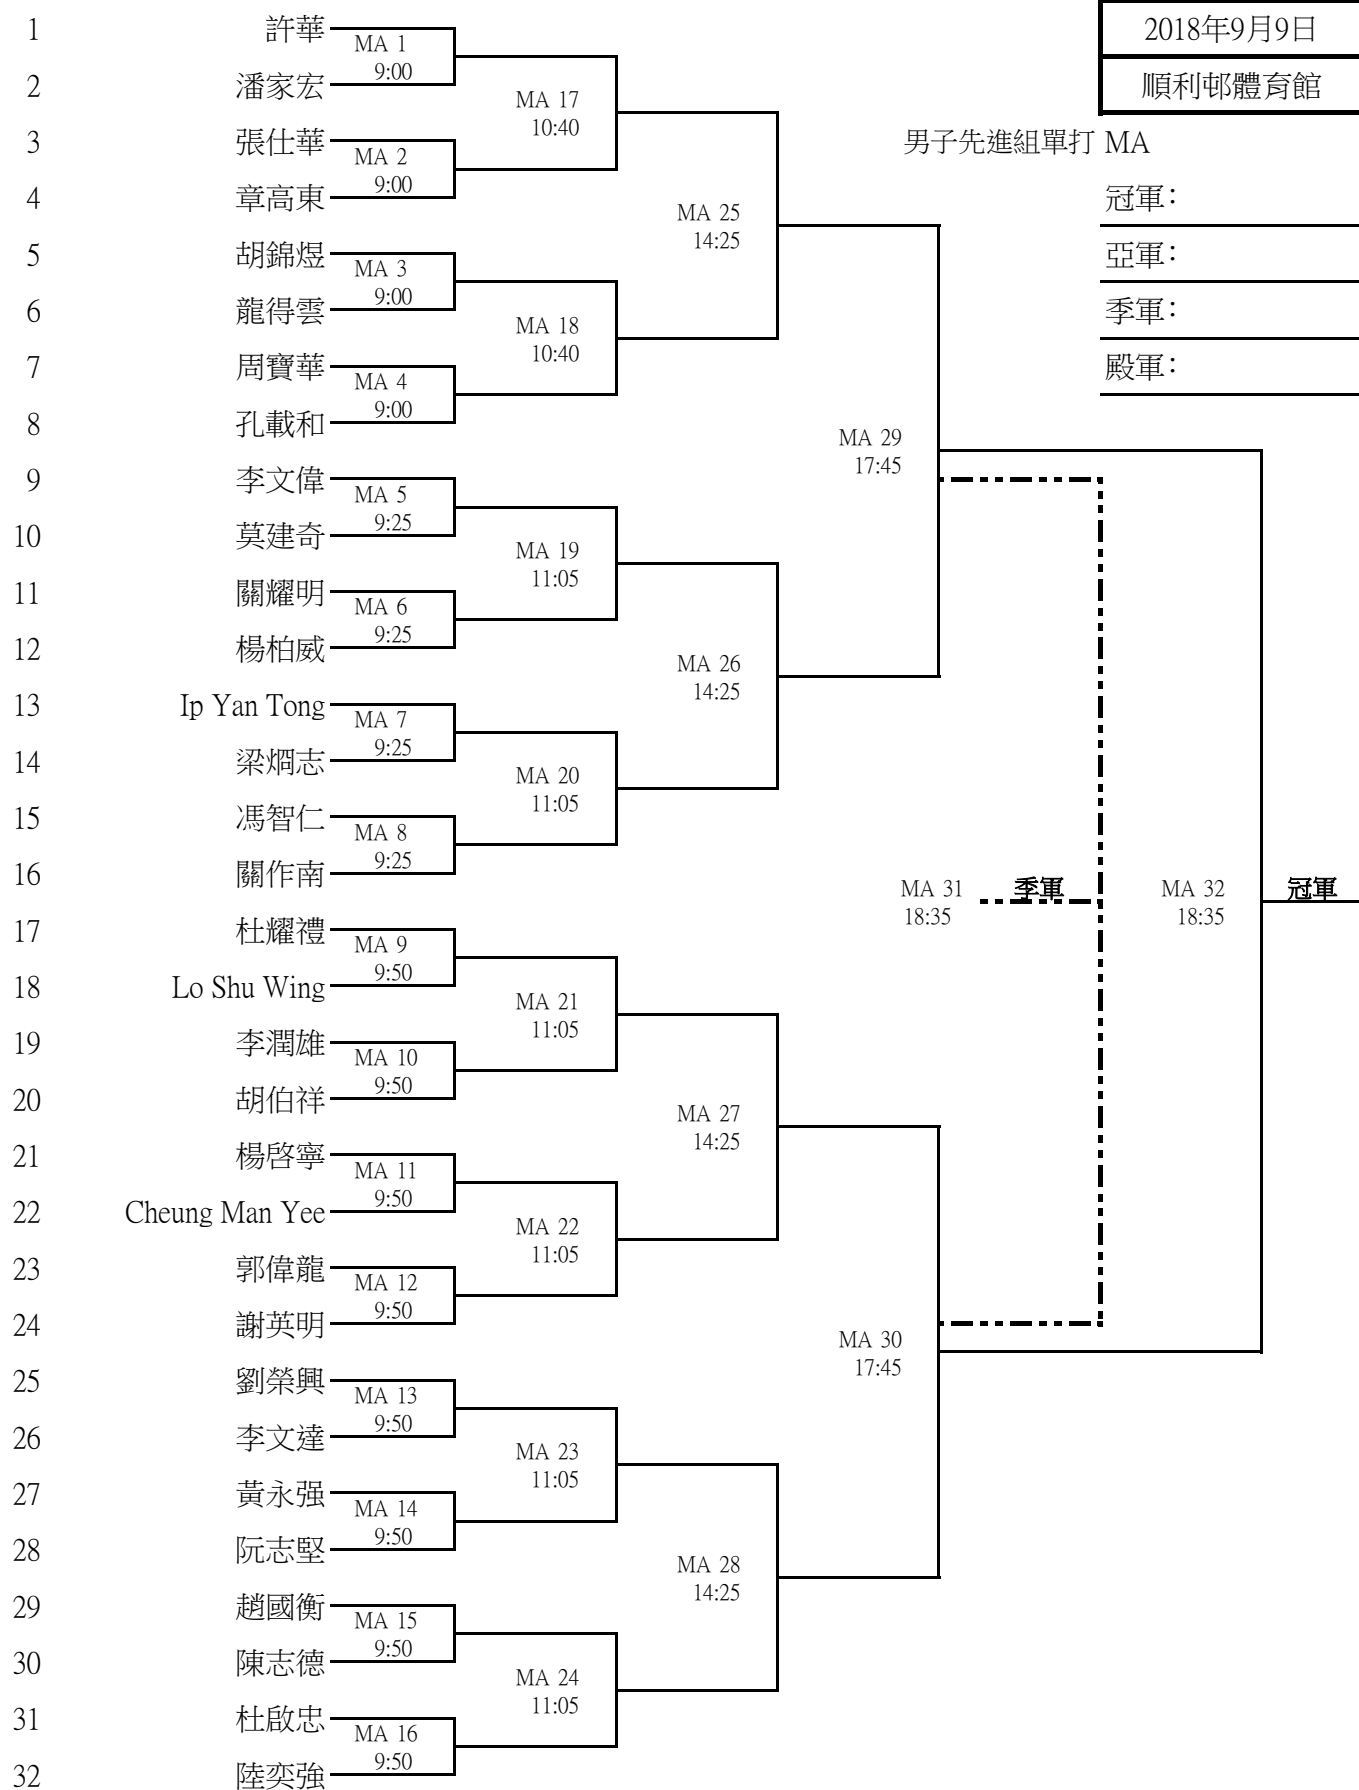 1 許華
MA 1
9:00
2 潘家宏
MA 17
10:40
3 張仕華
MA 2
9:00
4 章高東
MA 25
14:25
5 胡錦煜
MA 3
9:00
6 龍得雲
MA 18
10:40
7 周寶華
MA 4
9:00
8 孔載和
MA 29
17:45
9 李文偉
MA 5
9:25
10 莫建奇
MA 19
11:05
11 關耀明
MA 6
9:25
12 楊柏威
MA 26
14:25
13 Ip Yan Tong
MA 7
9:25
14 梁烱志
MA 20
11:05
15 馮智仁
MA 8
9:25
16 關作南
MA 31
18:35
季軍
MA 32
18:35
冠軍
17 杜耀禮
MA 9
9:50
18 Lo Shu Wing
MA 21
11:05
19 李潤雄
MA 10
9:50
20 胡伯祥
MA 27
14:25
21 楊啓寧
MA 11
9:50
22 Cheung Man Yee
MA 22
11:05
23 郭偉龍
MA 12
9:50
24 謝英明
MA 30
17:45
25 劉榮興
MA 13
9:50
26 李文達
MA 23
11:05
27 黃永强
MA 14
9:50
28 阮志堅
MA 28
14:25
29 趙國衡
MA 15
9:50
30 陳志德
MA 24
11:05
31 杜啟忠
MA 16
9:50
32 陸奕強
2018年9月9日
順利邨體育館
男子先進組單打 MA
冠軍：
亞軍：
季軍：
殿軍：